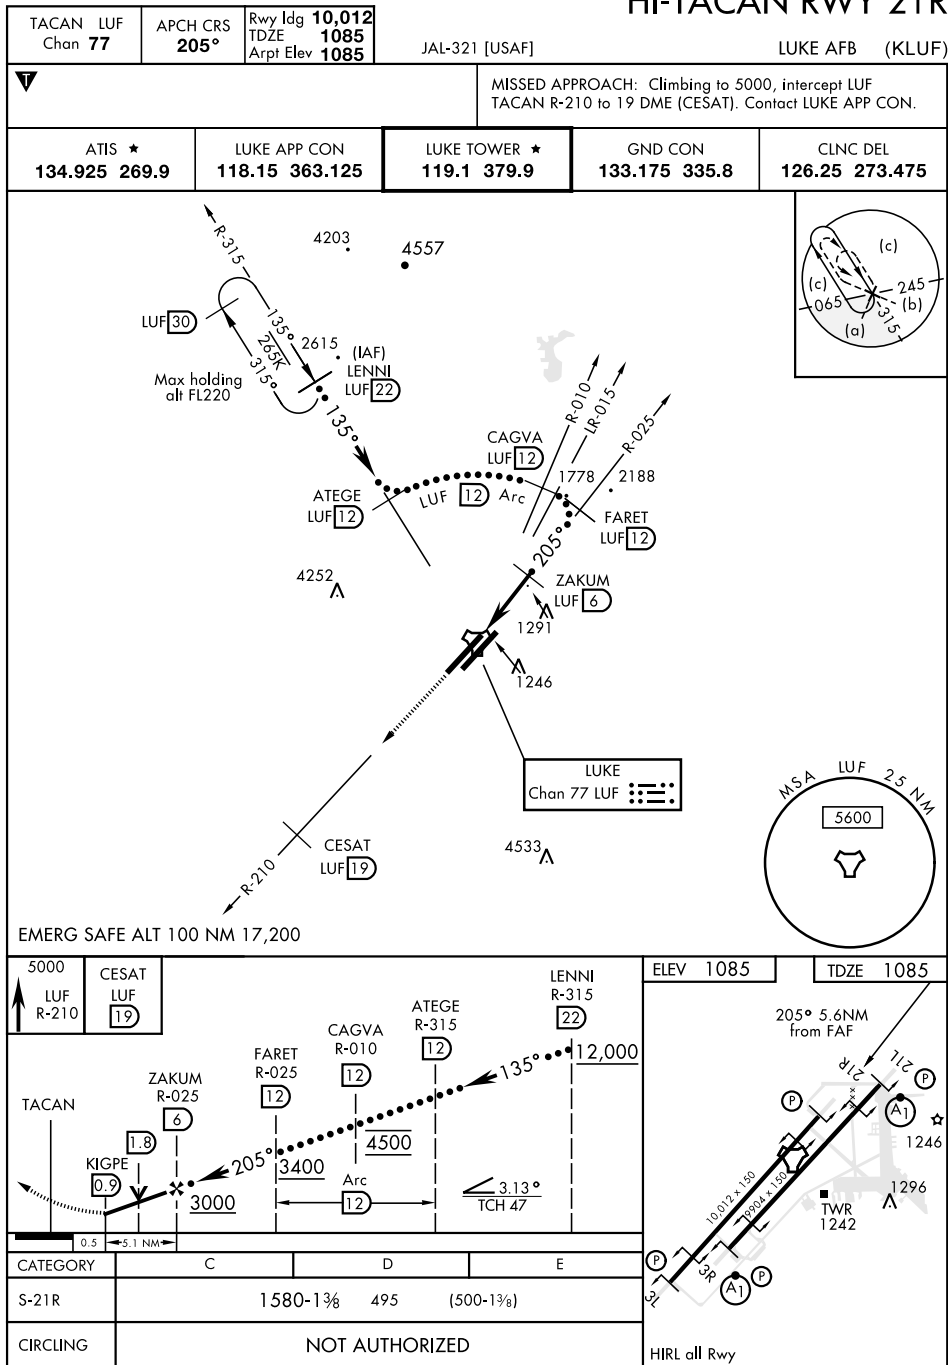 HI-TACAN RWY 21R
TACAN LUF
Chan 77
APCH CRS
205°
Rwy ldg 10,012
TDZE 1085
Arpt Elev 1085
JAL-321 [USAF]
LUKE AFB (KLUF)
T
MISSED APPROACH: Climbing to 5000, intercept LUF
TACAN R-210 to 19 DME (CESAT). Contact LUKE APP CON.
ATIS ★
134.925 269.9
LUKE APP CON
118.15 363.125
LUKE TOWER ★
119.1 379.9
GND CON
133.175 335.8
CLNC DEL
126.25 273.475
R-315
4203
4557
LUF 30
135°
265K
315°
2615
(IAF)
LENNI
LUF 22
Max holding
alt FL220
135°
(c)
(c)
245
065
(b)
(a)
315
R-010
LR-015
R-025
CAGVA
LUF 12
1778
2188
ATEGE
LUF 12
LUF 12 Arc
FARET
LUF 12
205°
4252
ZAKUM
LUF 6
1291
1246
LUKE
Chan 77 LUF
MSA LUF 25 NM
5600
4533
CESAT
LUF 19
R-210
EMERG SAFE ALT 100 NM 17,200
5000
LUF
R-210
CESAT
LUF
19
LENNI
R-315
22
ATEGE
R-315
12
CAGVA
R-010
12
FARET
R-025
12
ZAKUM
R-025
6
TACAN
1.8
KIGPE
0.9
135°
12,000
4500
205°
3400
3000
Arc
12
3.13°
TCH 47
0.5
5.1 NM
CATEGORY C D E
S-21R 1580-1⅜ 495 (500-1⅜)
CIRCLING NOT AUTHORIZED
ELEV 1085
TDZE 1085
205° 5.6NM
from FAF
21R
21L
P
P
A1
1246
1296
10,012 x 150
9904 x 150
TWR
1242
P
3L
3R
A1
P
HIRL all Rwy